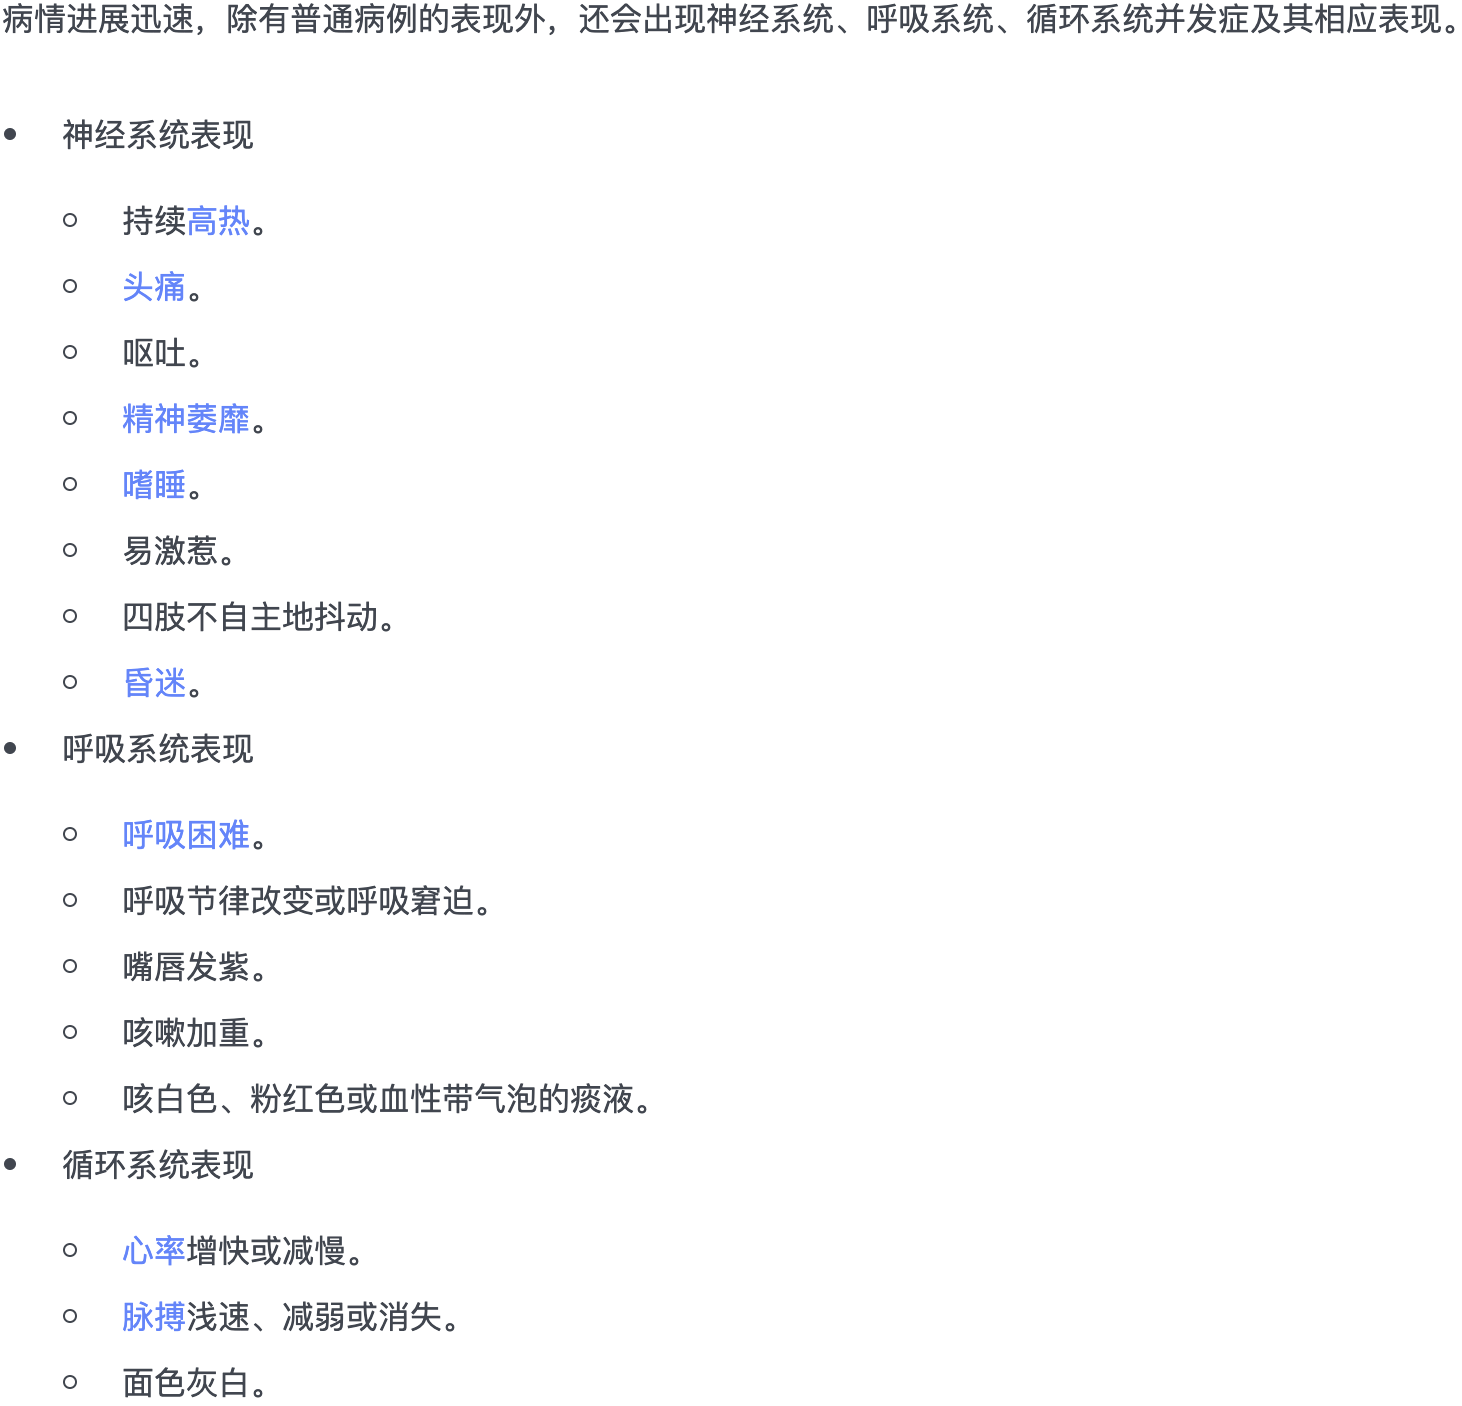 病情进展迅速，除有普通病例的表现外，还会出现神经系统、呼吸系统、循环系统并发症及其相应表现。
神经系统表现
持续高热。
头痛。
呕吐。
精神萎靡。
嗜睡。
易激惹。
四肢不自主地抖动。
昏迷。
呼吸系统表现
呼吸困难。
呼吸节律改变或呼吸窘迫。
嘴唇发紫。
咳嗽加重。
咳白色、粉红色或血性带气泡的痰液。
循环系统表现
心率增快或减慢。
脉搏浅速、减弱或消失。
面色灰白。